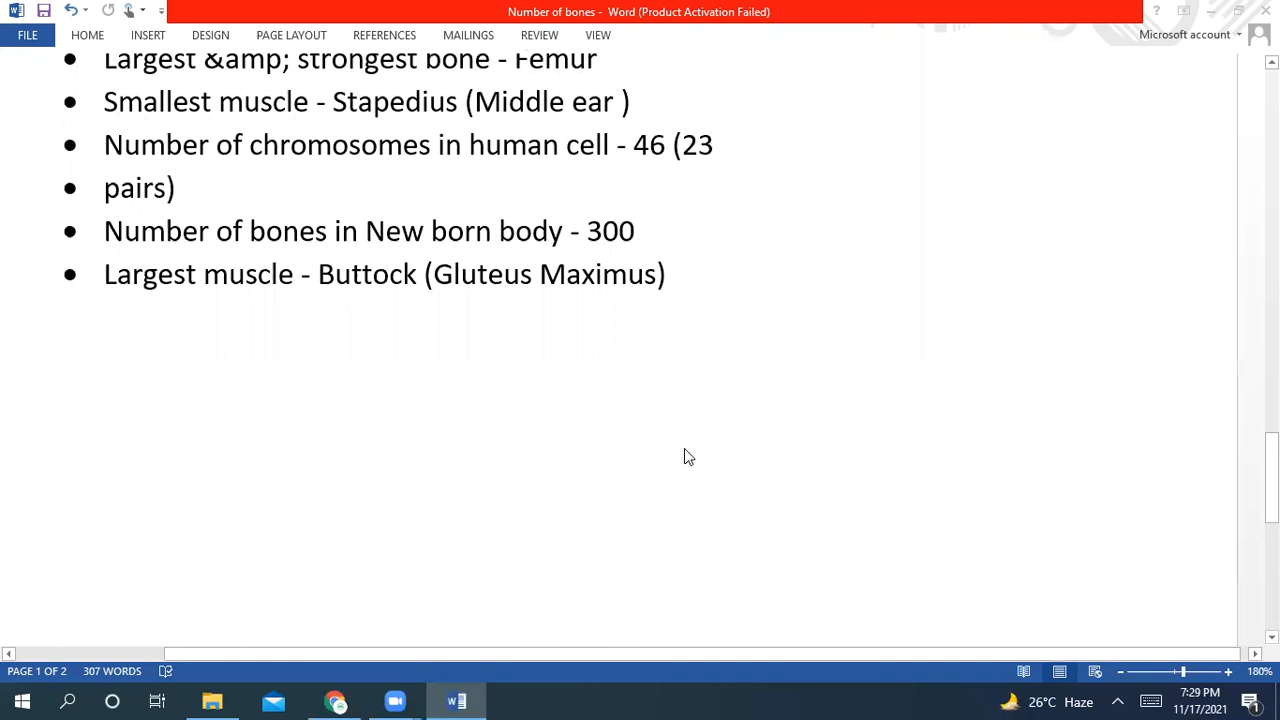 Number of bones - Word (Product Activation Failed)
FILE HOME INSERT DESIGN PAGE LAYOUT REFERENCES MAILINGS REVIEW VIEW Microsoft account
• Largest &amp; strongest bone - Femur
• Smallest muscle - Stapedius (Middle ear )
• Number of chromosomes in human cell - 46 (23
• pairs)
• Number of bones in New born body - 300
• Largest muscle - Buttock (Gluteus Maximus)
PAGE 1 OF 2 307 WORDS 180%
26°C Haze 7:29 PM
11/17/2021